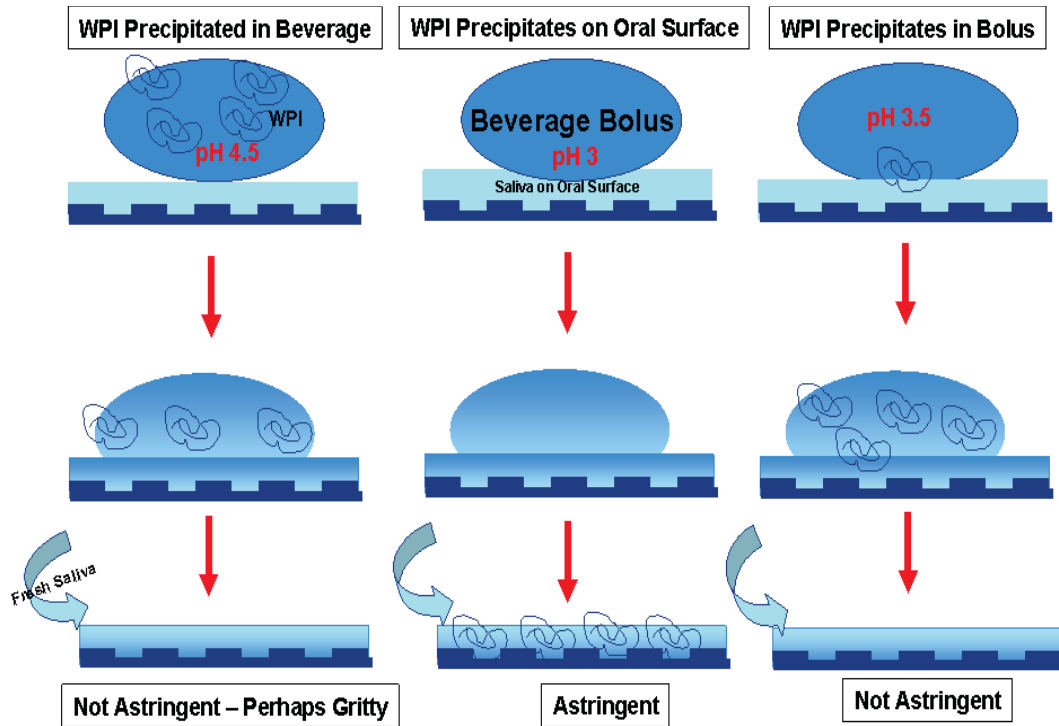 WPI Precipitated in Beverage
WPI Precipitates on Oral Surface
WPI Precipitates in Bolus
WPI
pH 4.5
Beverage Bolus
pH 3
Saliva on Oral Surface
pH 3.5
Fresh Saliva
Not Astringent – Perhaps Gritty
Astringent
Not Astringent